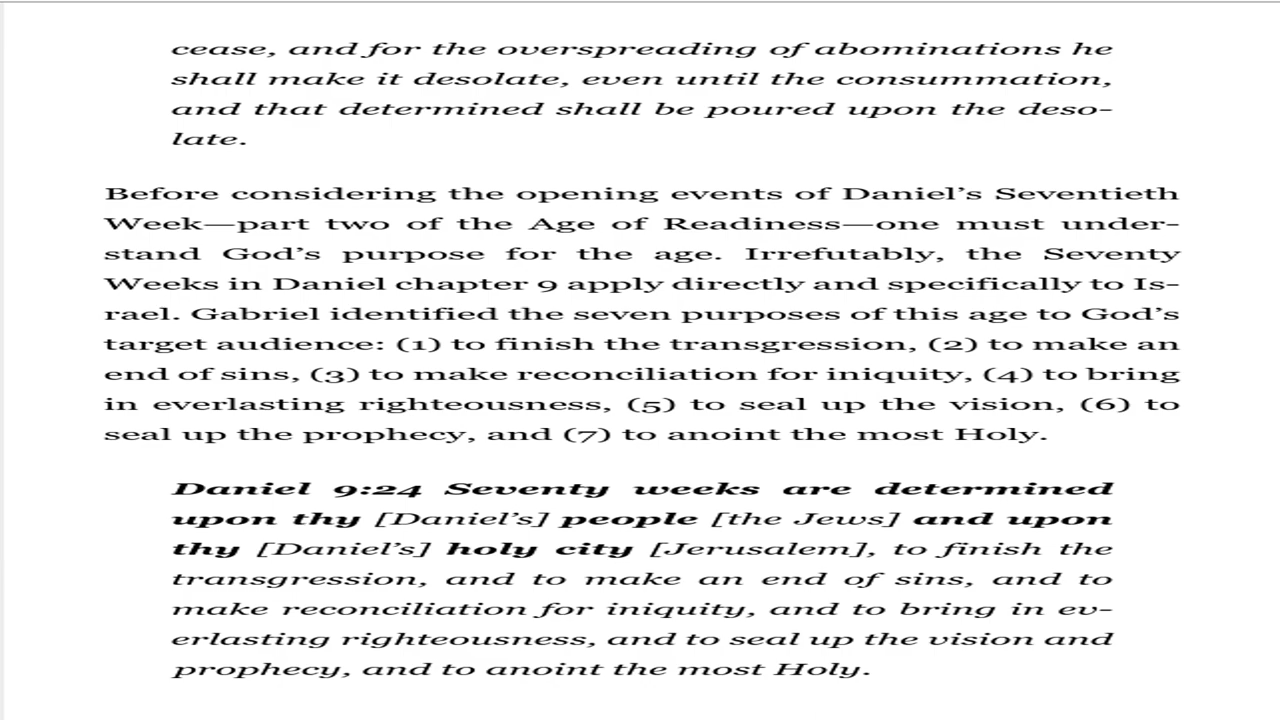 cease, and for the overspreading of abominations he
shall make it desolate, even until the consummation,
and that determined shall be poured upon the deso-
late.
Before considering the opening events of Daniel’s Seventieth
Week—part two of the Age of Readiness—one must under-
stand God’s purpose for the age. Irrefutably, the Seventy
Weeks in Daniel chapter 9 apply directly and specifically to Is-
rael. Gabriel identified the seven purposes of this age to God’s
target audience: (1) to finish the transgression, (2) to make an
end of sins, (3) to make reconciliation for iniquity, (4) to bring
in everlasting righteousness, (5) to seal up the vision, (6) to
seal up the prophecy, and (7) to anoint the most Holy.
Daniel 9:24 Seventy weeks are determined
upon thy [Daniel’s] people [the Jews] and upon
thy [Daniel’s] holy city [Jerusalem], to finish the
transgression, and to make an end of sins, and to
make reconciliation for iniquity, and to bring in ev-
erlasting righteousness, and to seal up the vision and
prophecy, and to anoint the most Holy.